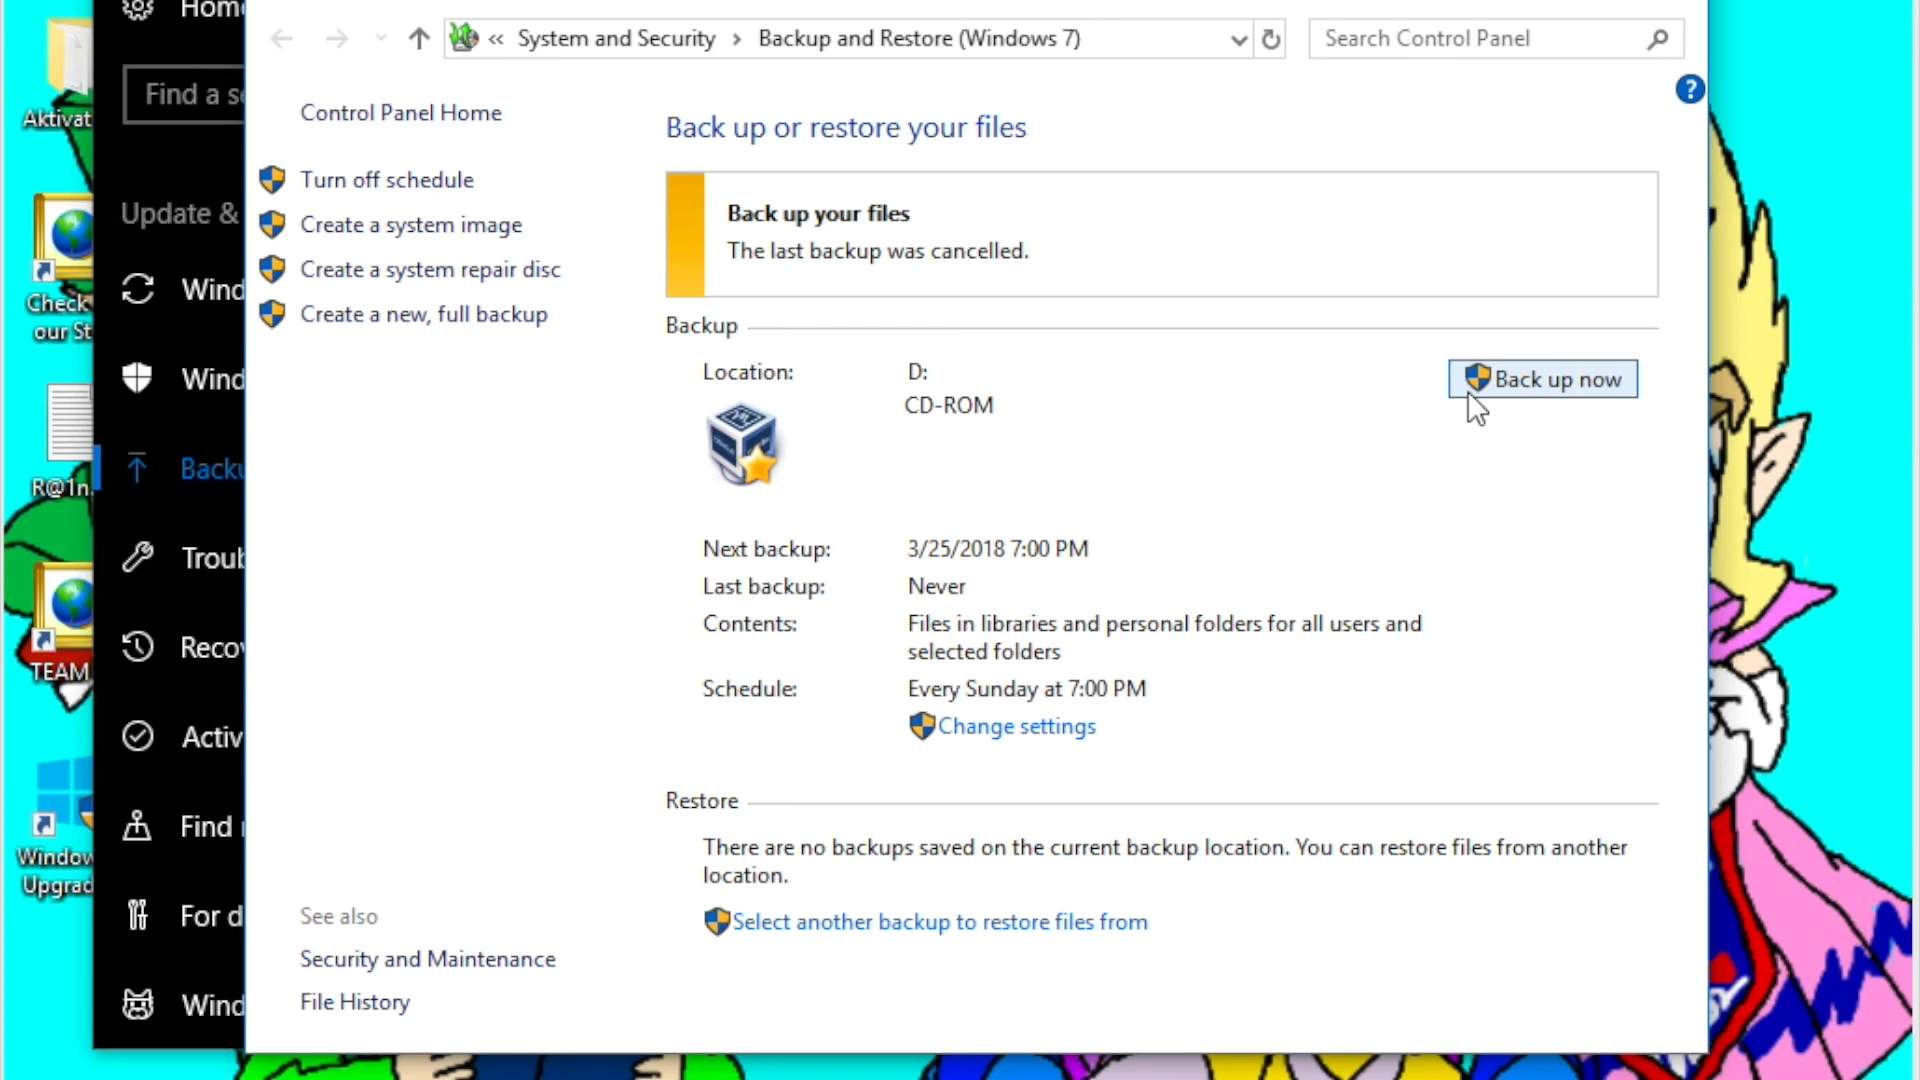 Home
System and Security
Backup and Restore (Windows 7)
Search Control Panel
Find a se
Aktivat
Control Panel Home
Back up or restore your files
Turn off schedule
Create a system image
Create a system repair disc
Create a new, full backup
Back up your files
The last backup was cancelled.
Update &
Wind
Check
our St
Backup
Location:
D:
CD-ROM
Back up now
Wind
Backu
R@1n
Next backup:
3/25/2018 7:00 PM
Troub
Last backup:
Never
Contents:
Files in libraries and personal folders for all users and
selected folders
Recov
TEAM
Schedule:
Every Sunday at 7:00 PM
Change settings
Activ
Restore
Find
There are no backups saved on the current backup location. You can restore files from another
location.
Window
Upgrad
For d
See also
Select another backup to restore files from
Security and Maintenance
File History
Wind